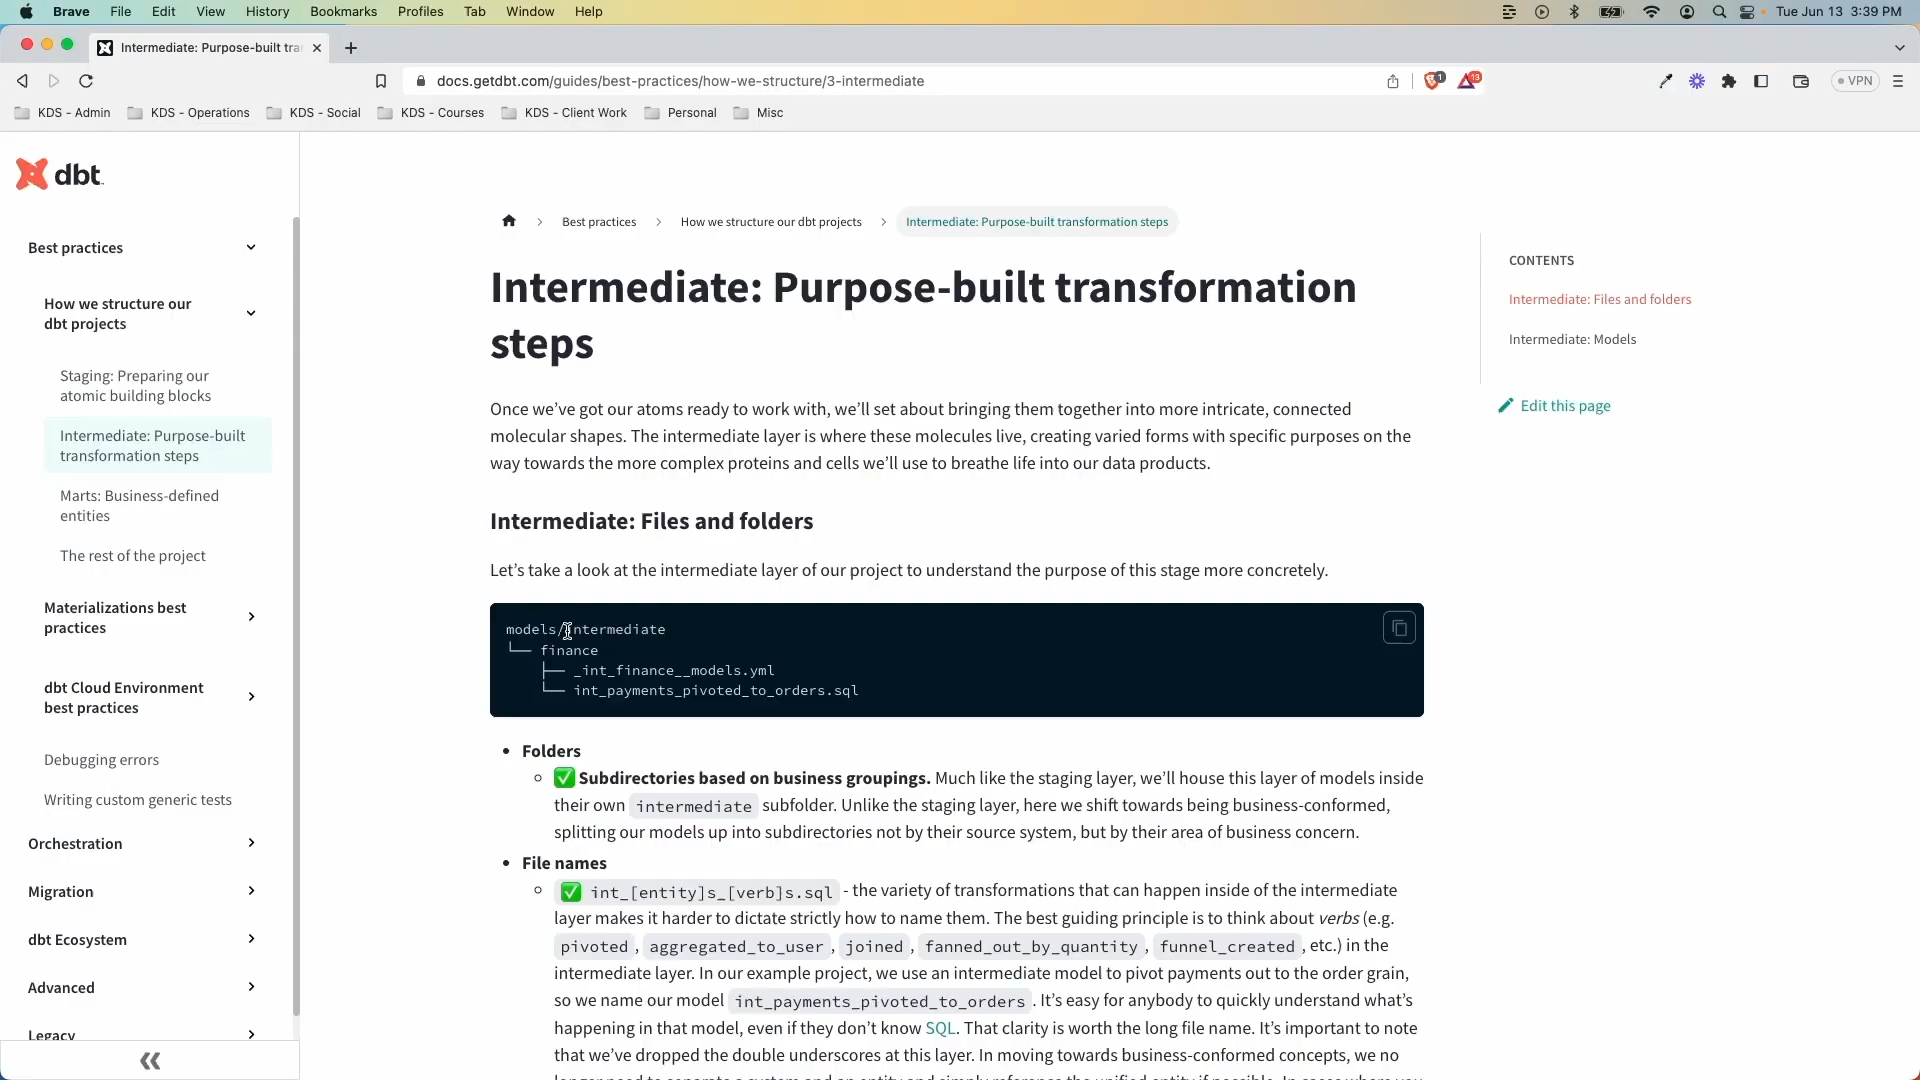 Brave File Edit View History Bookmarks Profiles Tab Window Help Tue Jun 13 3:39 PM
Intermediate: Purpose-built tra
docs.getdbt.com/guides/best-practices/how-we-structure/3-intermediate 1 13 VPN
KDS - Admin KDS - Operations KDS - Social KDS - Courses KDS - Client Work Personal Misc
dbt
Best practices
How we structure our
dbt projects
Staging: Preparing our
atomic building blocks
Intermediate: Purpose-built
transformation steps
Marts: Business-defined
entities
The rest of the project
Materializations best
practices
dbt Cloud Environment
best practices
Debugging errors
Writing custom generic tests
Orchestration
Migration
dbt Ecosystem
Advanced
Legacy
Best practices > How we structure our dbt projects > Intermediate: Purpose-built transformation steps
Intermediate: Purpose-built transformation
steps
Once we’ve got our atoms ready to work with, we’ll set about bringing them together into more intricate, connected
molecular shapes. The intermediate layer is where these molecules live, creating varied forms with specific purposes on the
way towards the more complex proteins and cells we’ll use to breathe life into our data products.
Intermediate: Files and folders
Let’s take a look at the intermediate layer of our project to understand the purpose of this stage more concretely.
models/intermediate
└── finance
├── _int_finance__models.yml
└── int_payments_pivoted_to_orders.sql
• Folders
✅ Subdirectories based on business groupings. Much like the staging layer, we’ll house this layer of models inside
their own intermediate subfolder. Unlike the staging layer, here we shift towards being business-conformed,
splitting our models up into subdirectories not by their source system, but by their area of business concern.
• File names
✅ int_[entity]s_[verb]s.sql - the variety of transformations that can happen inside of the intermediate
layer makes it harder to dictate strictly how to name them. The best guiding principle is to think about verbs (e.g.
pivoted, aggregated_to_user, joined, fanned_out_by_quantity, funnel_created, etc.) in the
intermediate layer. In our example project, we use an intermediate model to pivot payments out to the order grain,
so we name our model int_payments_pivoted_to_orders. It’s easy for anybody to quickly understand what’s
happening in that model, even if they don’t know SQL. That clarity is worth the long file name. It’s important to note
that we’ve dropped the double underscores at this layer. In moving towards business-conformed concepts, we no
CONTENTS
Intermediate: Files and folders
Intermediate: Models
Edit this page